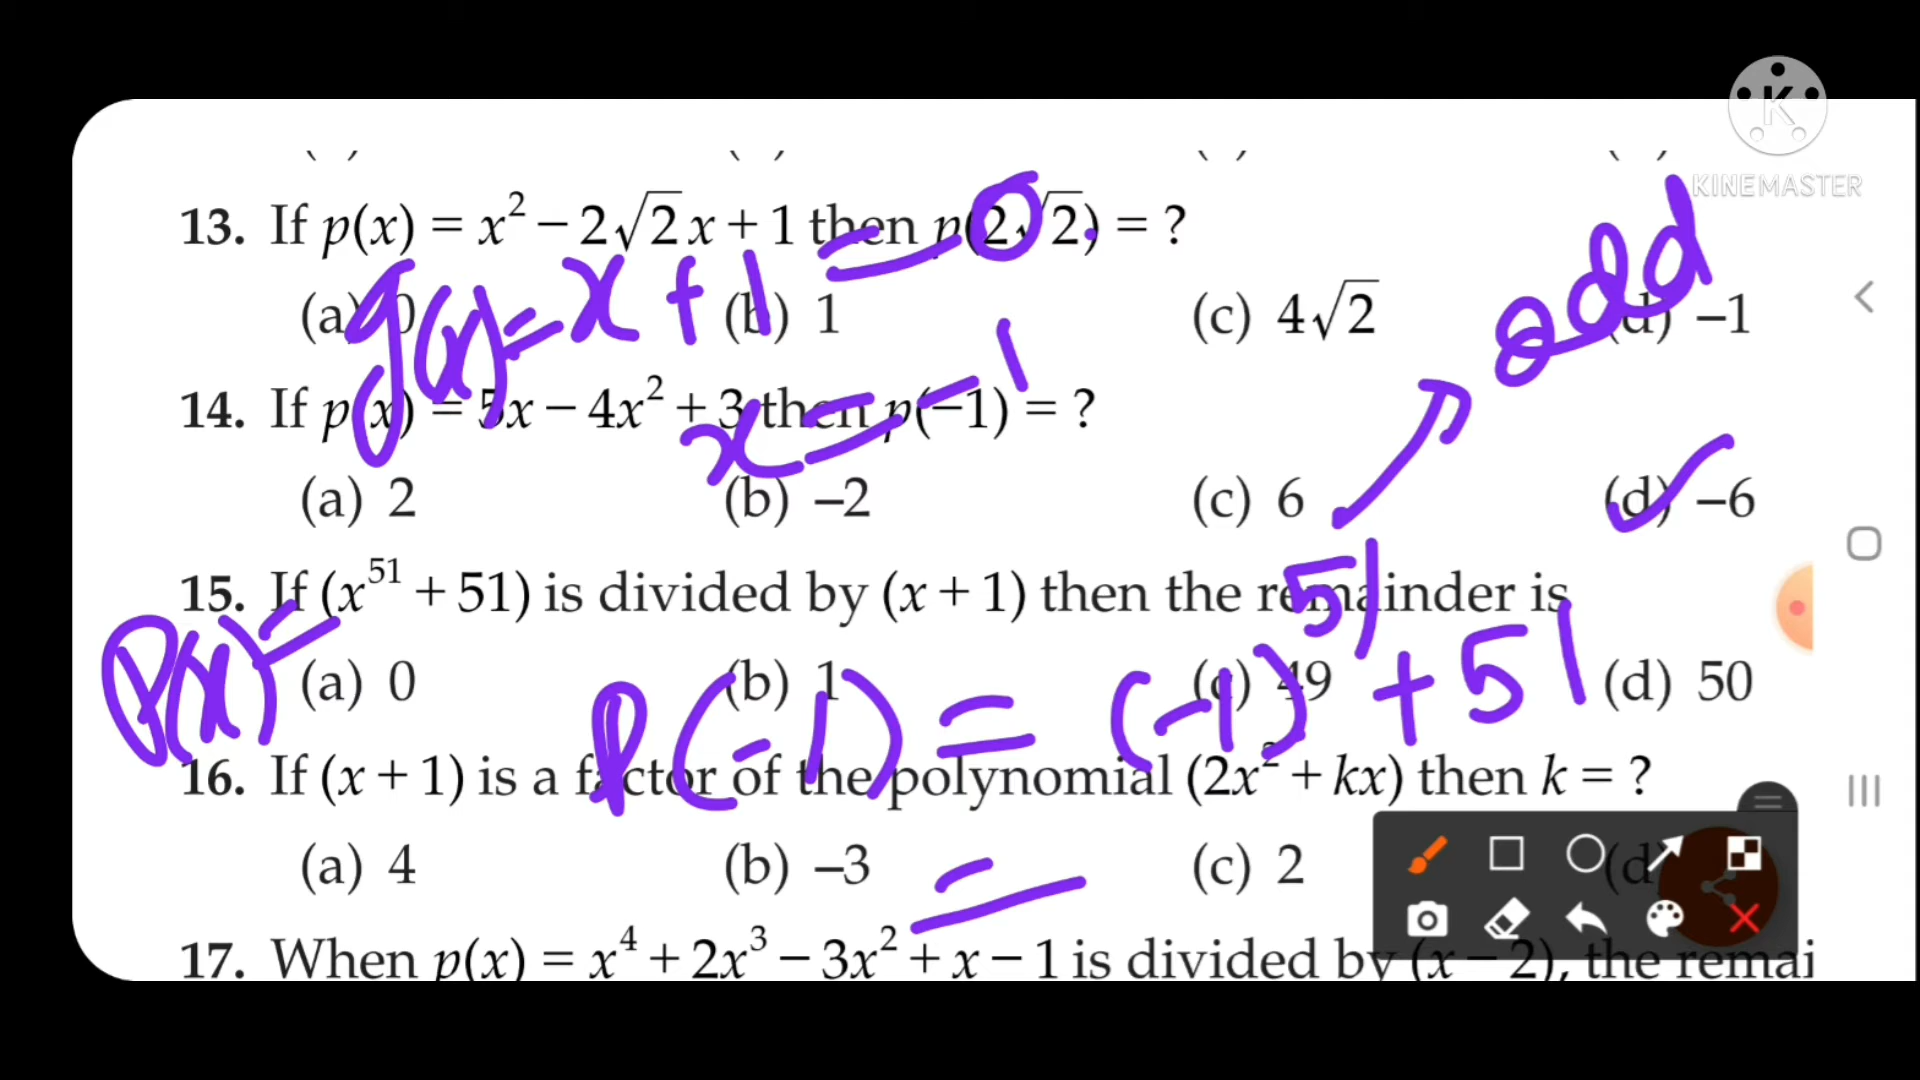 KINEMASTER
13. If p(x) = x² − 2√2 x + 1 then p(2√2) = ?
(a) 0 (b) 1 (c) 4√2 (d) −1
g(x) = x + 1 = 0
add
14. If p(x) = 5x − 4x² + 3 then p(−1) = ?
x = −1
(a) 2 (b) −2 (c) 6 (d) −6
15. If (x⁵¹ + 51) is divided by (x + 1) then the remainder is
P(x) =
(a) 0 (b) 1 (c) 49 (d) 50
P(−1) = (−1)⁵¹ + 51
16. If (x + 1) is a factor of the polynomial (2x² + kx) then k = ?
(a) 4 (b) −3 (c) 2 (d)
=
17. When p(x) = x⁴ + 2x³ − 3x² + x − 1 is divided by (x − 2), the remai